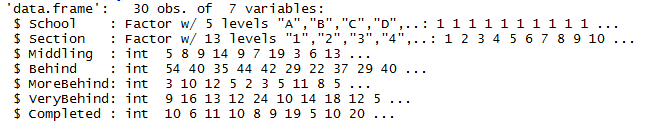 'data.frame':   30 obs. of  7 variables:
 $ School    : Factor w/ 5 levels "A","B","C","D",..: 1 1 1 1 1 1 1 1 1 1 ...
 $ Section   : Factor w/ 13 levels "1","2","3","4",..: 1 2 3 4 5 6 7 8 9 10 ...
 $ Middling  : int  5 8 9 14 9 7 19 3 6 13 ...
 $ Behind    : int  54 40 35 44 42 29 22 37 29 40 ...
 $ MoreBehind: int  3 10 12 5 2 3 5 11 8 5 ...
 $ VeryBehind: int  9 16 13 12 24 10 14 18 12 5 ...
 $ Completed : int  10 6 11 10 8 9 19 5 10 20 ...